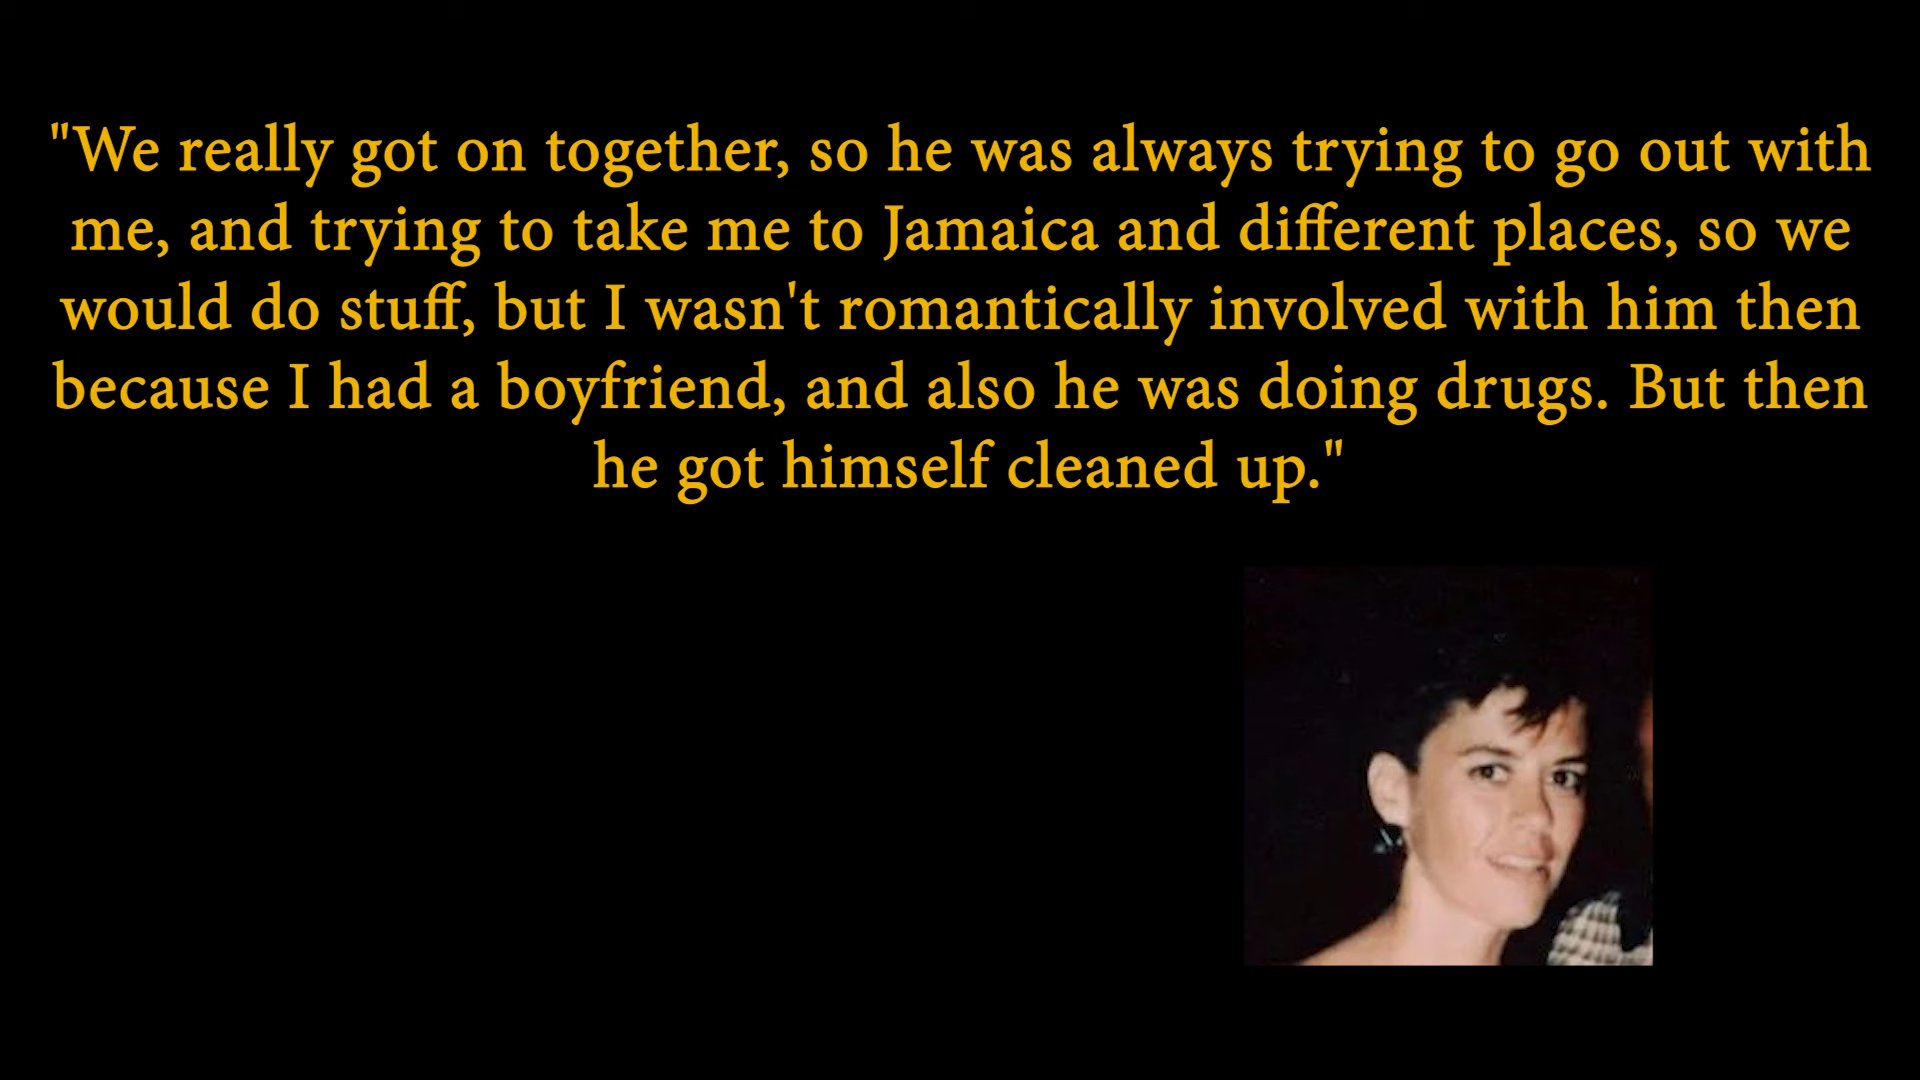 "We really got on together, so he was always trying to go out with
me, and trying to take me to Jamaica and different places, so we
would do stuff, but I wasn't romantically involved with him then
because I had a boyfriend, and also he was doing drugs. But then
he got himself cleaned up."